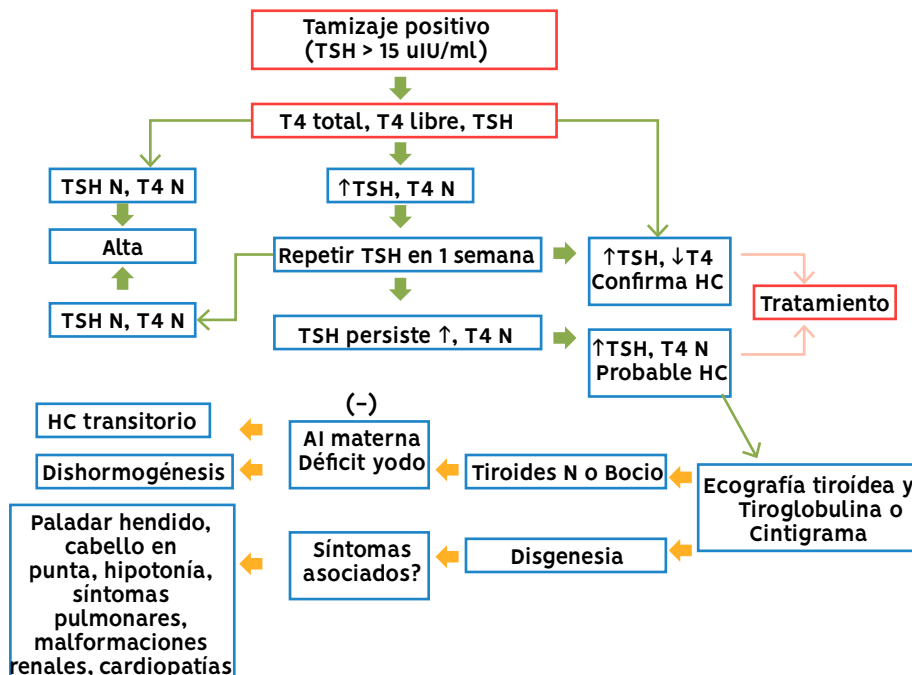 Tamizaje positivo
(TSH > 15 uIU/ml)
T4 total, T4 libre, TSH
TSH N, T4 N
↑TSH, T4 N
Alta
Repetir TSH en 1 semana
↑TSH, ↓T4
Confirma HC
Tratamiento
TSH N, T4 N
TSH persiste ↑, T4 N
↑TSH, T4 N
Probable HC
(-)
HC transitorio
AI materna
Déficit yodo
Dishormogénesis
Tiroides N o Bocio
Ecografía tiroídea y
Tiroglobulina o
Cintigrama
Paladar hendido,
cabello en
punta, hipotonía,
síntomas
pulmonares,
malformaciones
renales, cardiopatías
Síntomas
asociados?
Disgenesia